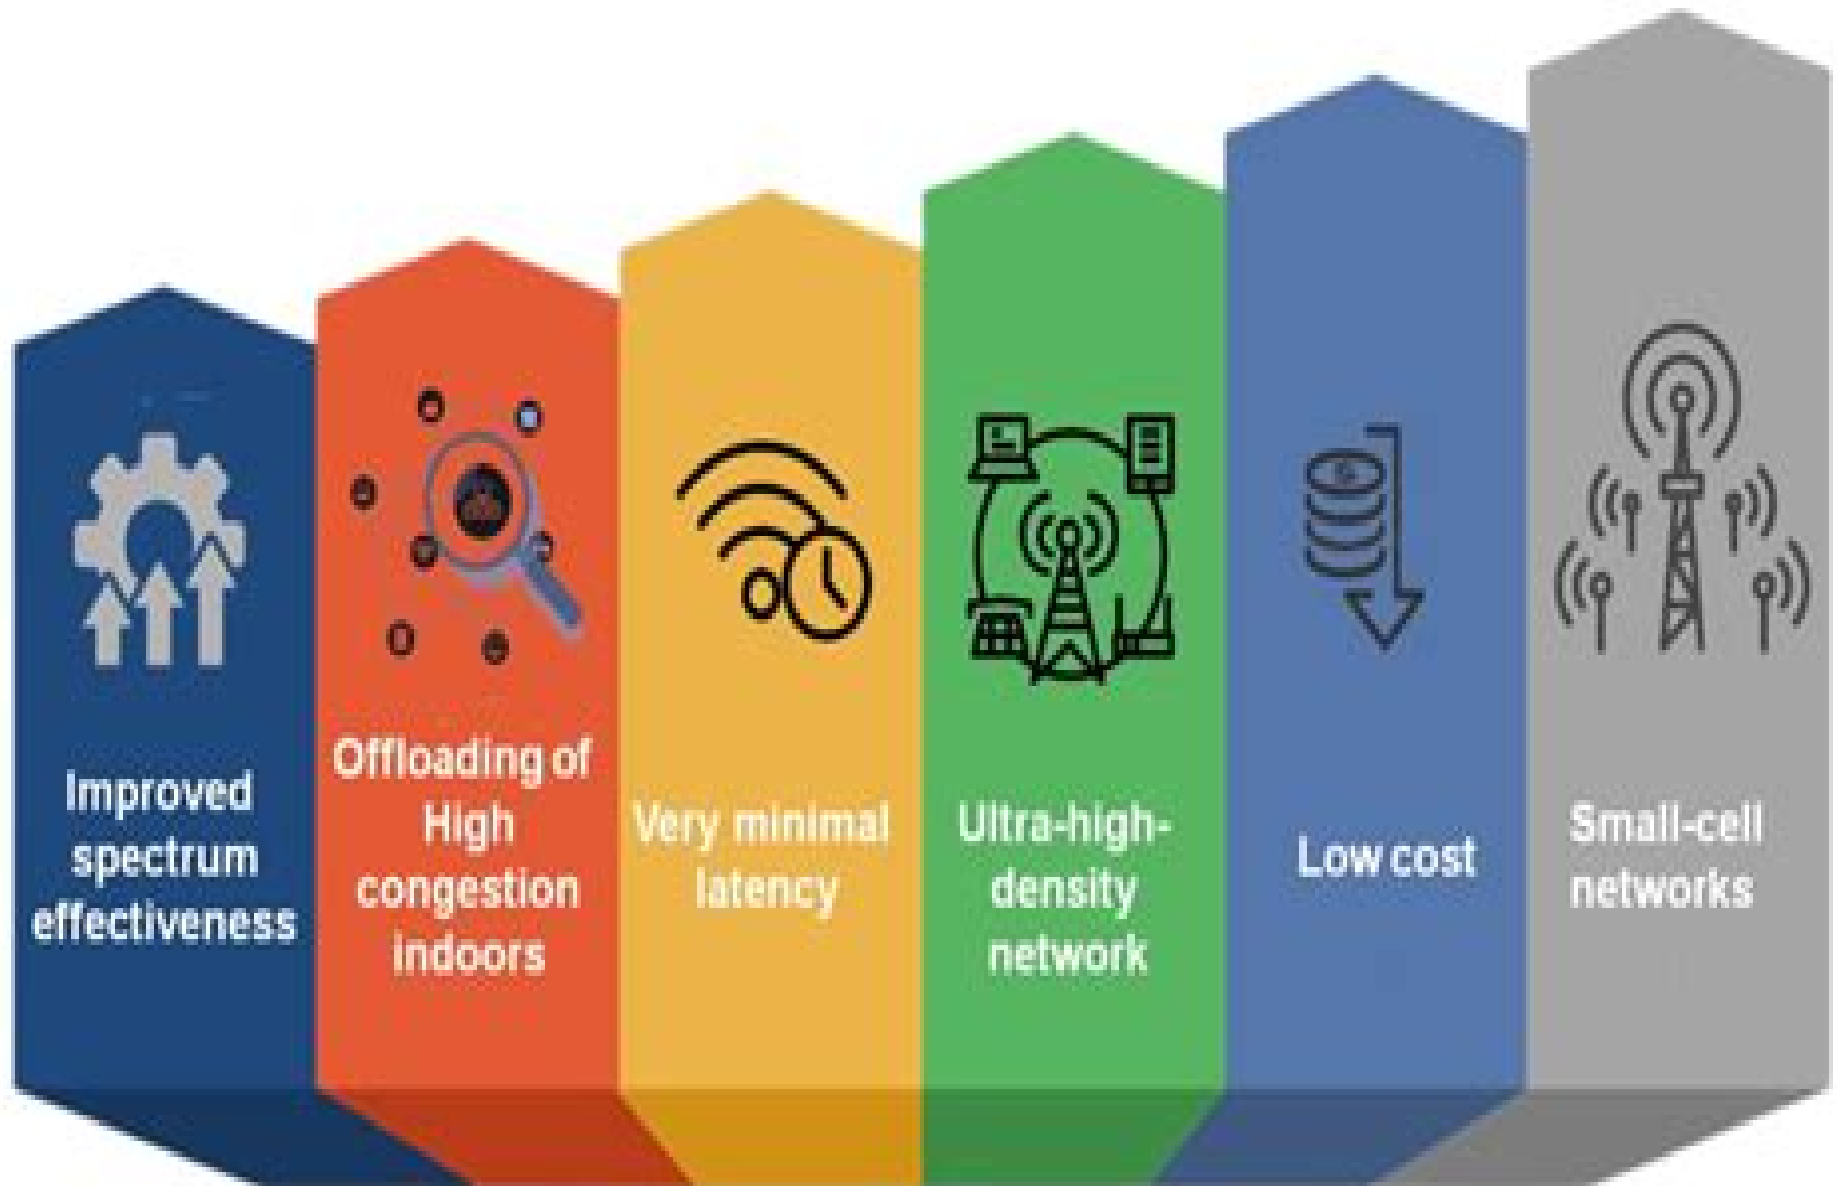 Improved
spectrum
effectiveness
Offloading of
High
congestion
indoors
Very minimal
latency
Ultra-high-
density
network
Low cost
Small-cell
networks